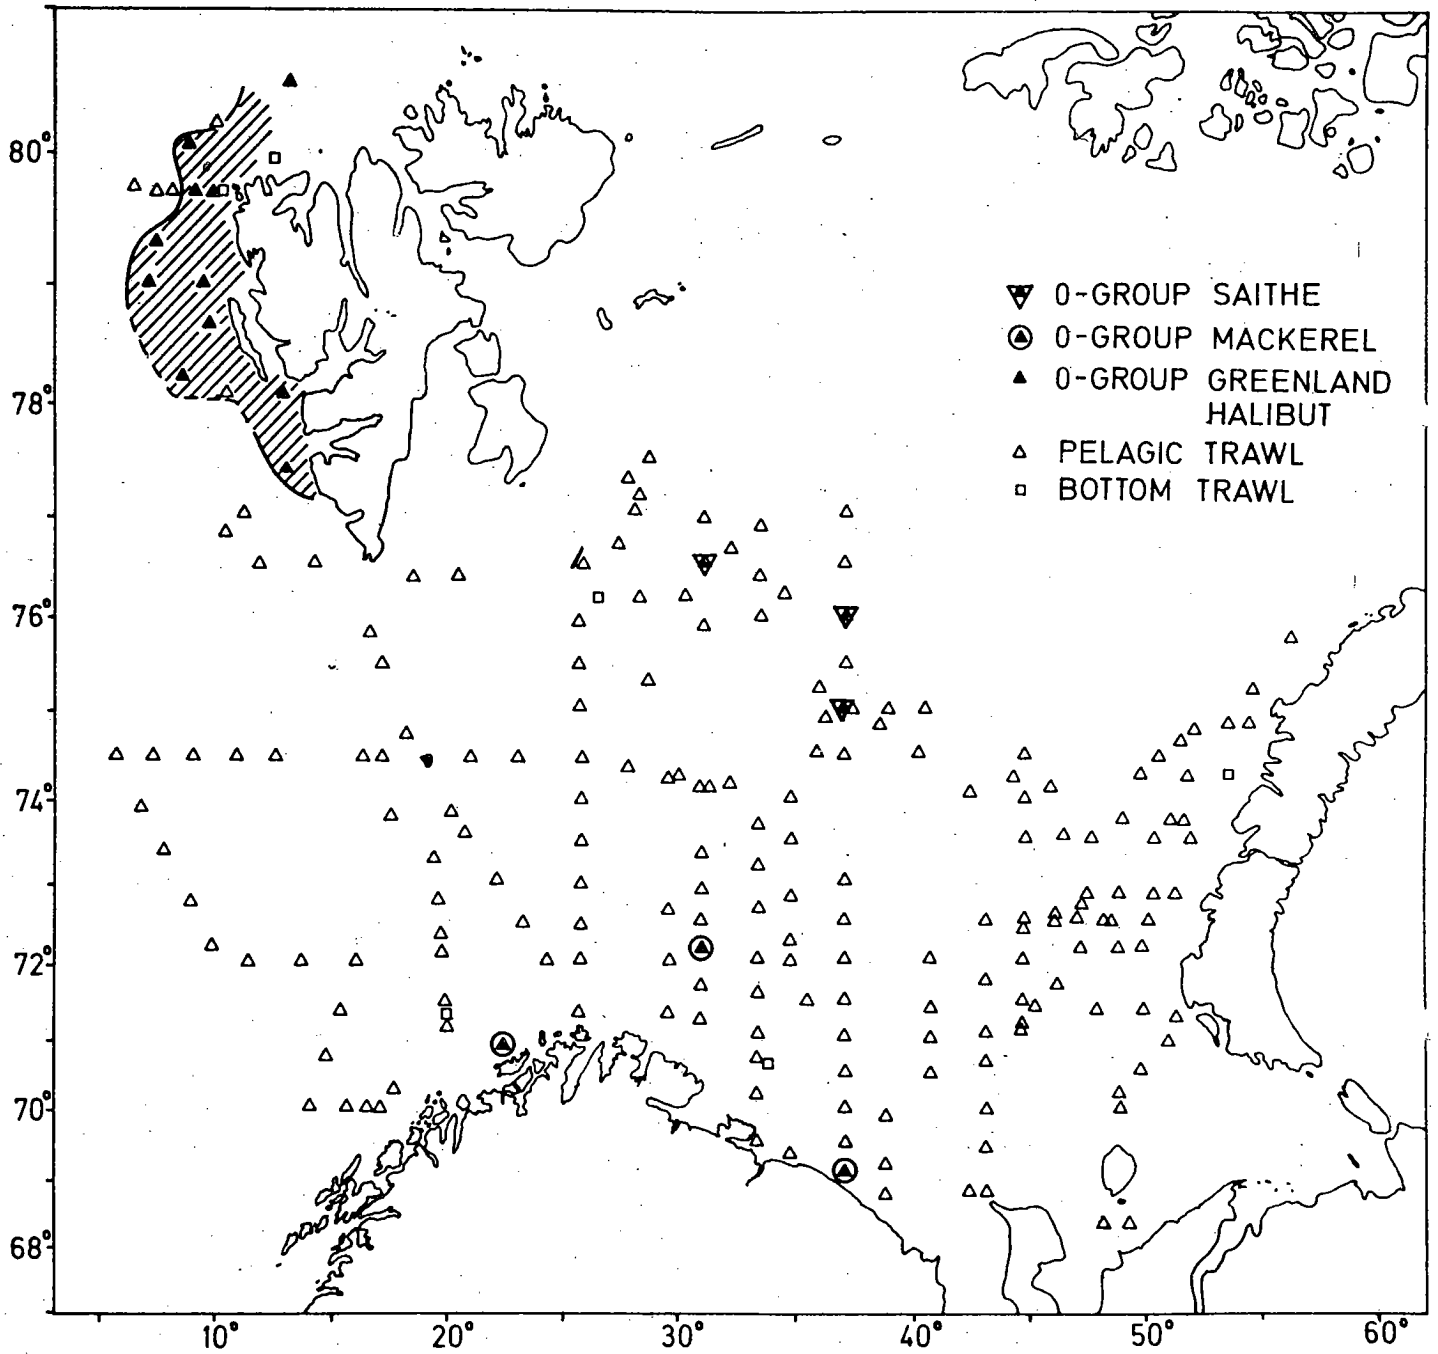 0-GROUP SAITHE
0-GROUP MACKEREL
0-GROUP GREENLAND
HALIBUT
PELAGIC TRAWL
BOTTOM TRAWL
80°
78°
76°
74°
72°
70°
68°
10° 20° 30° 40° 50° 60°